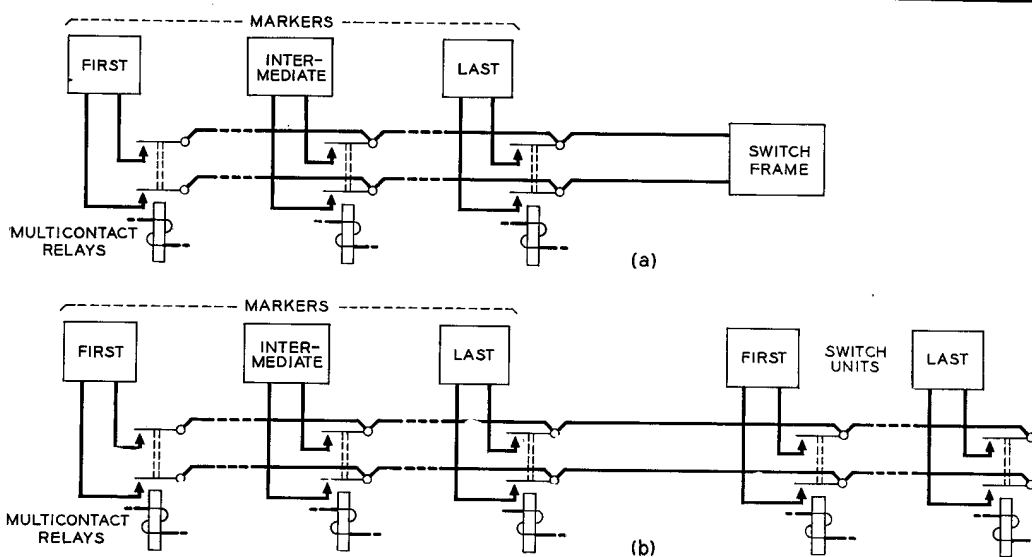 MARKERS
FIRST
INTER-
MEDIATE
LAST
SWITCH
FRAME
MULTICONTACT
RELAYS
(a)
MARKERS
FIRST
INTER-
MEDIATE
LAST
FIRST
SWITCH
UNITS
LAST
MULTICONTACT
RELAYS
(b)